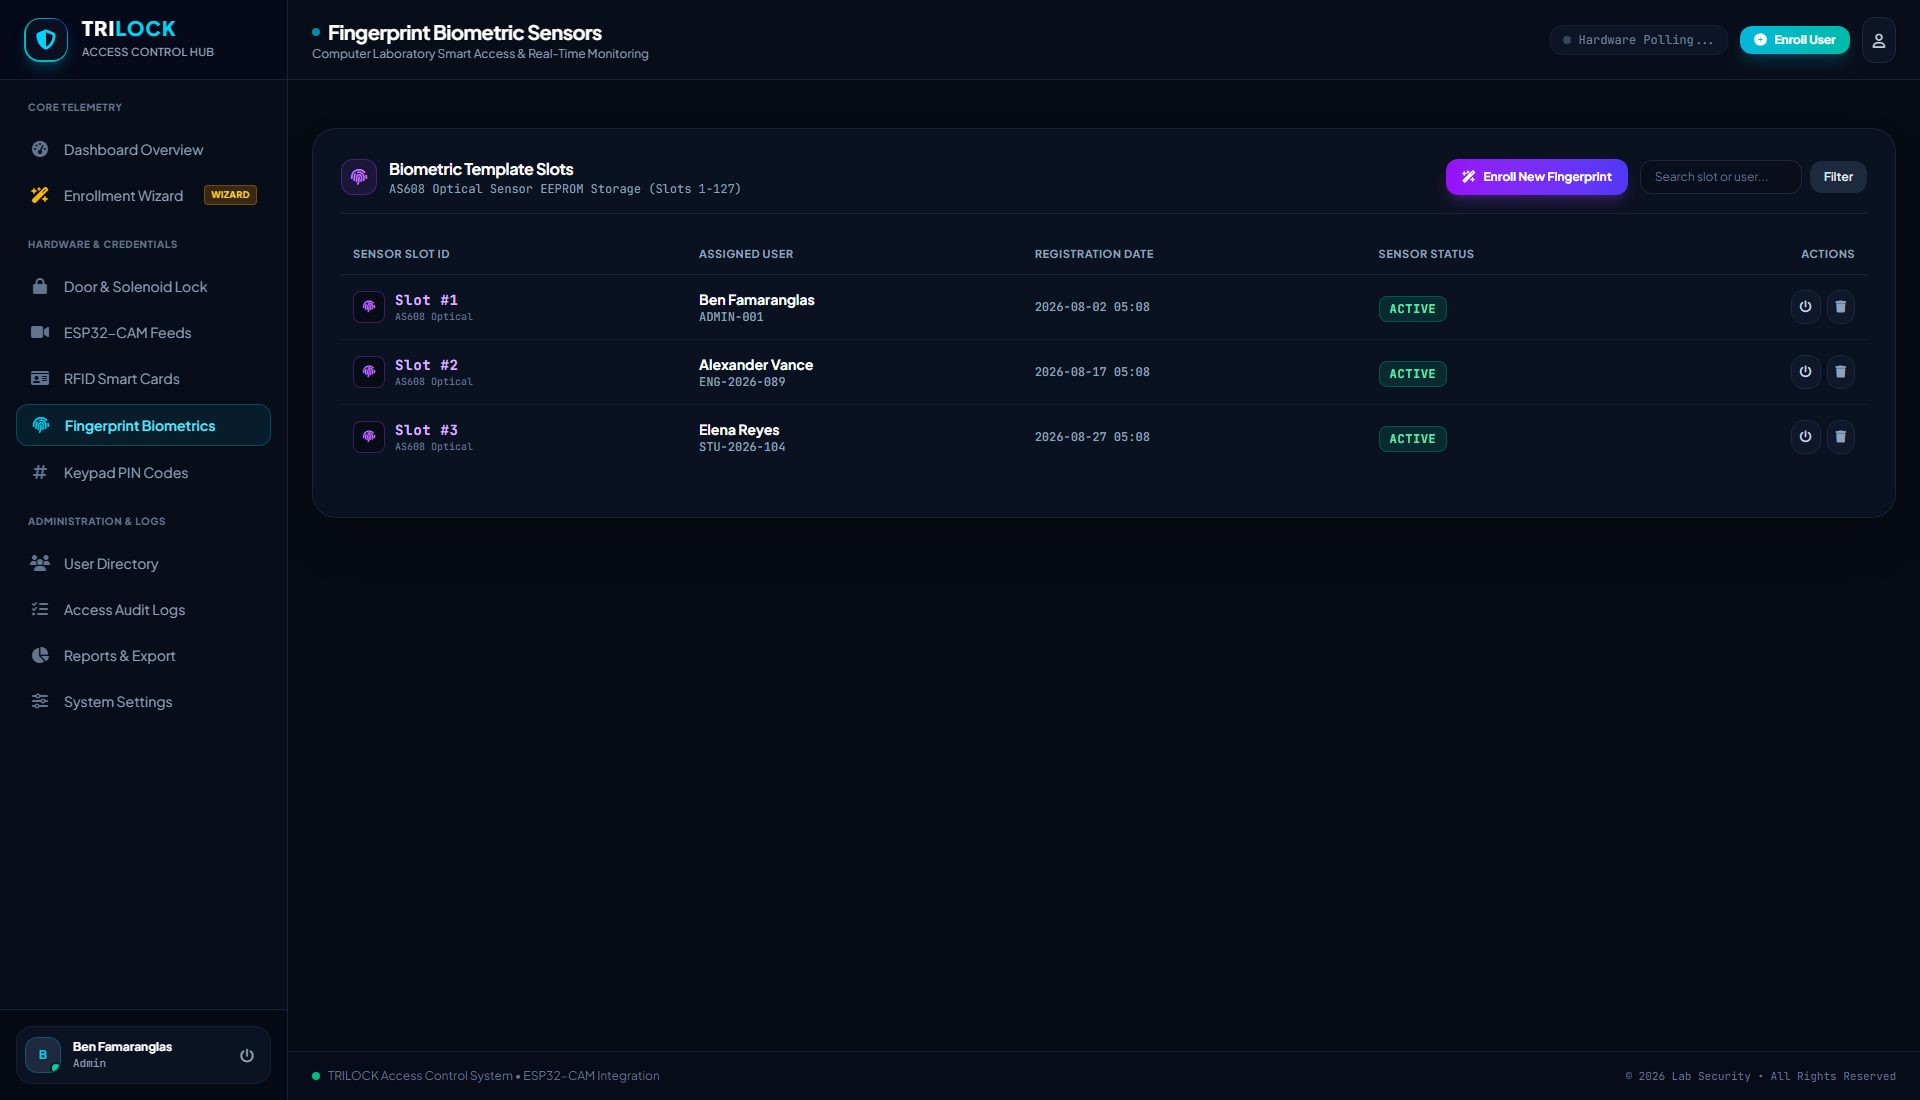 TRILOCK
ACCESS CONTROL HUB
CORE TELEMETRY
Dashboard Overview
Enrollment Wizard WIZARD
HARDWARE & CREDENTIALS
Door & Solenoid Lock
ESP32-CAM Feeds
RFID Smart Cards
Fingerprint Biometrics
Keypad PIN Codes
ADMINISTRATION & LOGS
User Directory
Access Audit Logs
Reports & Export
System Settings
B
Ben Famaranglas
Admin
Fingerprint Biometric Sensors
Computer Laboratory Smart Access & Real-Time Monitoring
Hardware Polling...
Enroll User
Biometric Template Slots
AS608 Optical Sensor EEPROM Storage (Slots 1-127)
Enroll New Fingerprint
Search slot or user...
Filter
SENSOR SLOT ID ASSIGNED USER REGISTRATION DATE SENSOR STATUS ACTIONS
Slot #1
AS608 Optical
Ben Famaranglas
ADMIN-001
2026-08-02 05:08
ACTIVE
Slot #2
AS608 Optical
Alexander Vance
ENG-2026-089
2026-08-17 05:08
ACTIVE
Slot #3
AS608 Optical
Elena Reyes
STU-2026-104
2026-08-27 05:08
ACTIVE
TRILOCK Access Control System • ESP32-CAM Integration
© 2026 Lab Security • All Rights Reserved